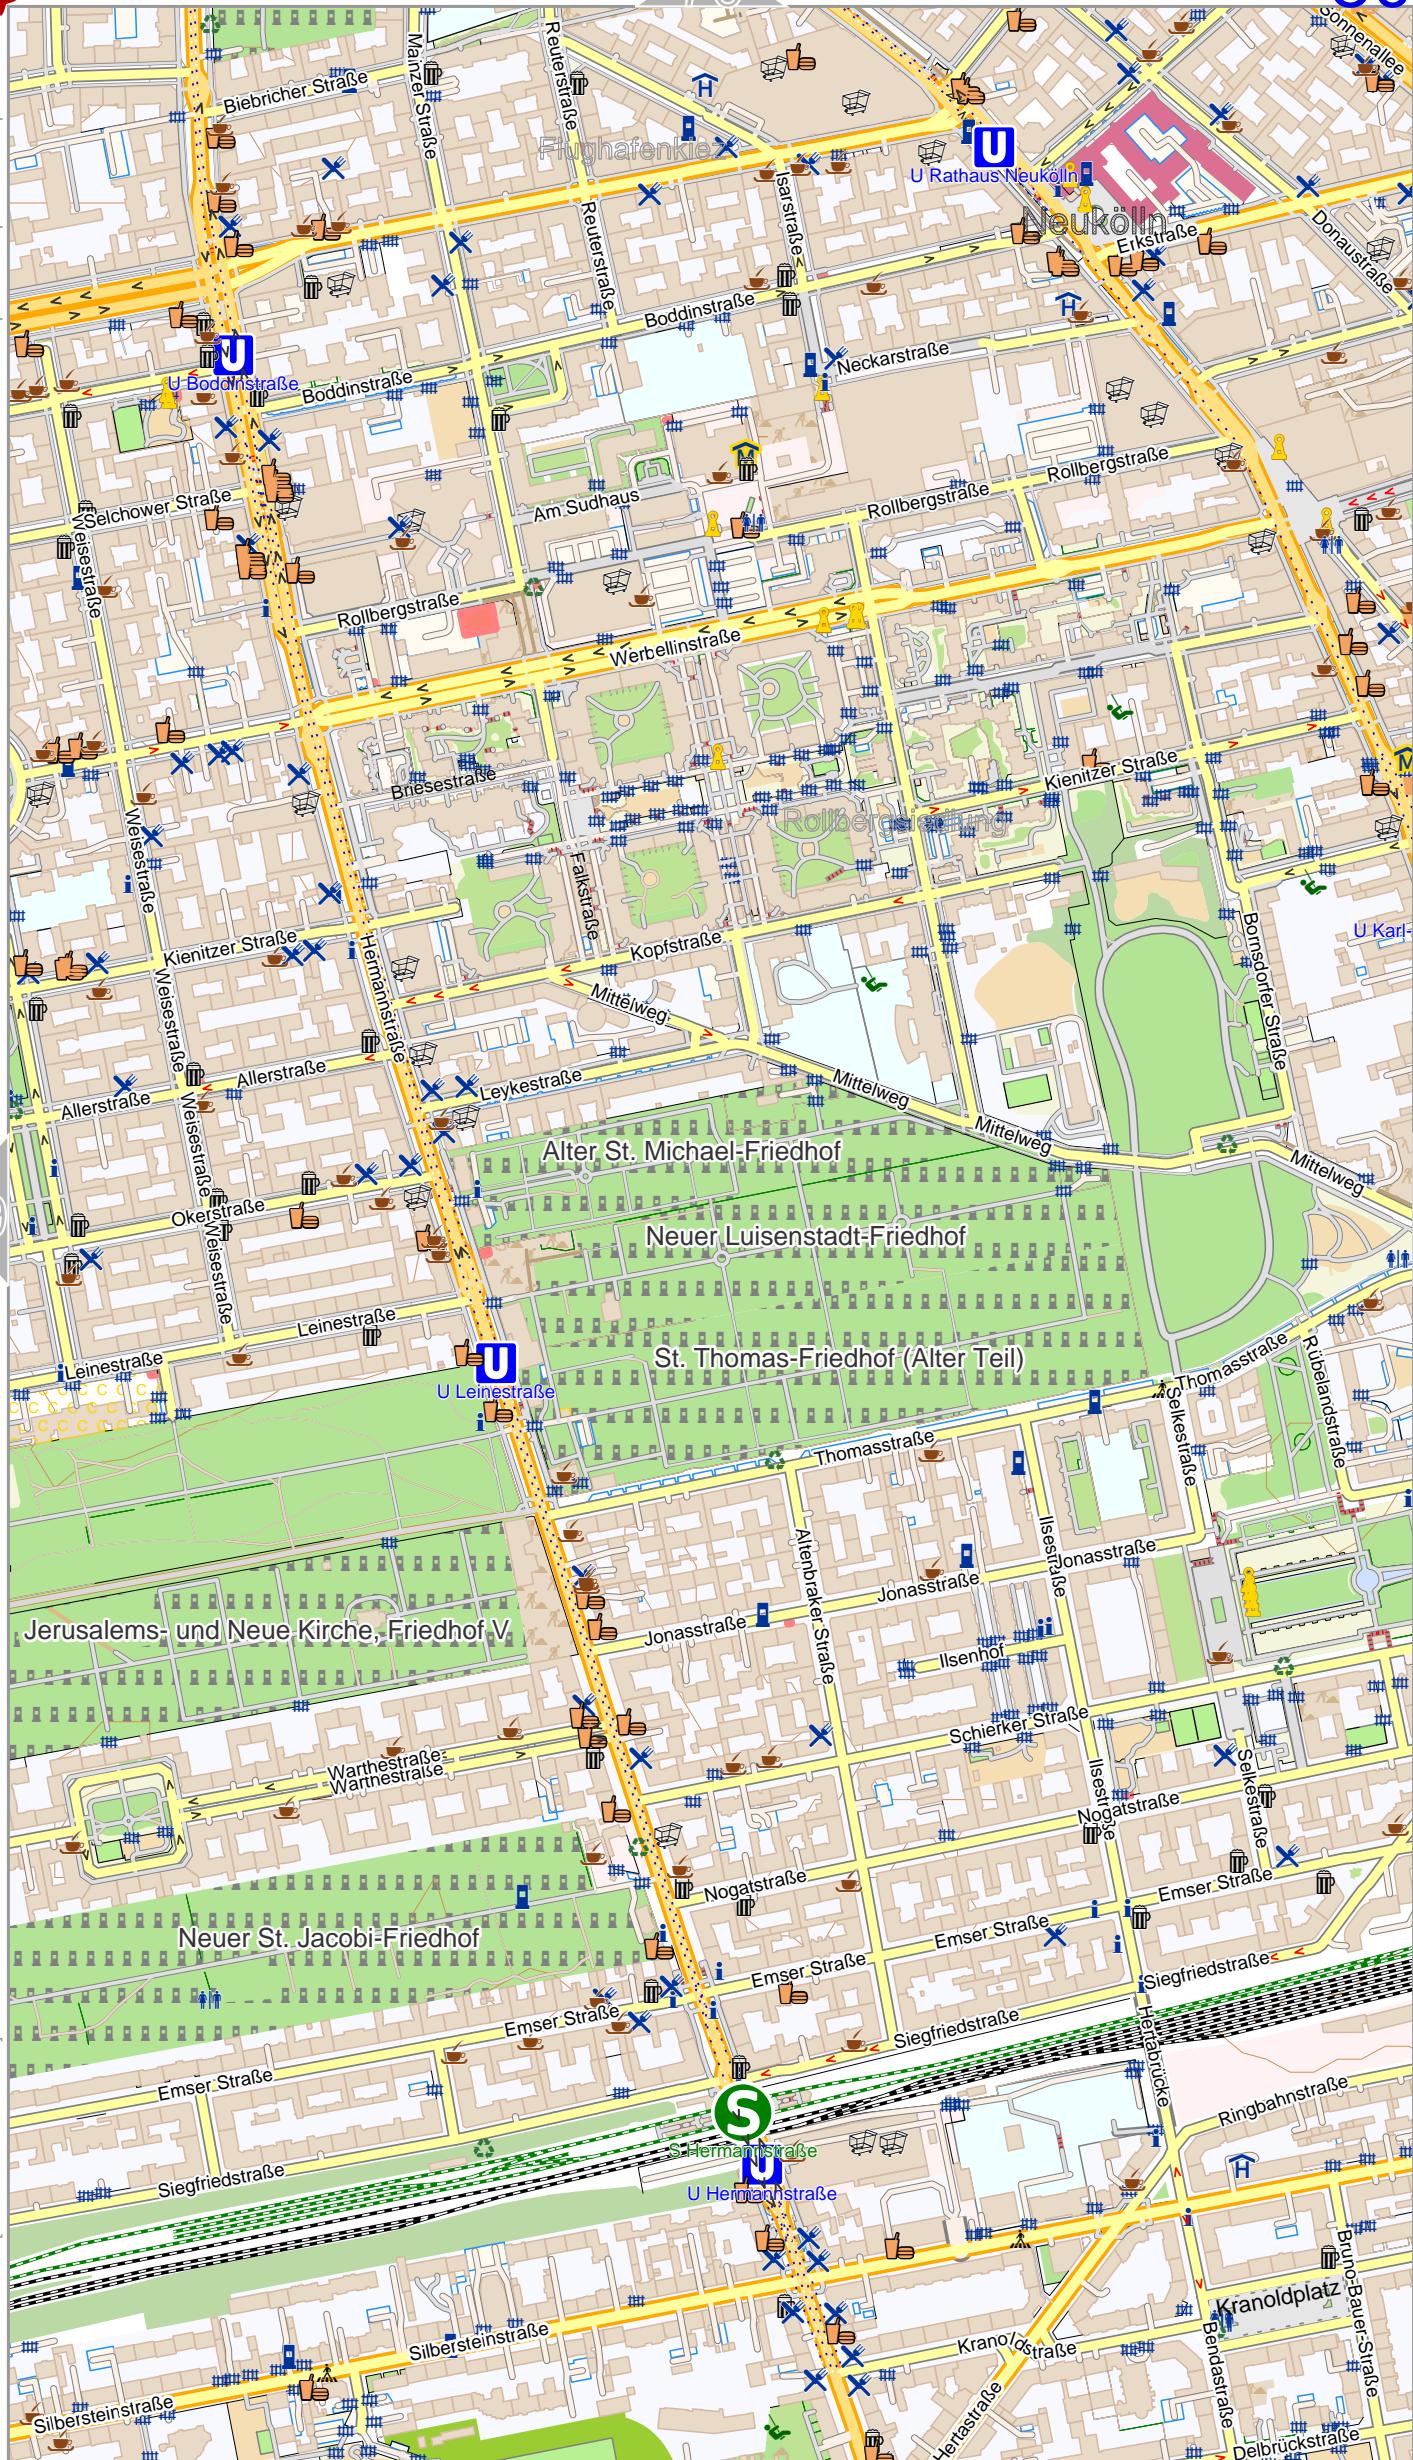 Sonnenallee
Mainzer Straße
Reuterstraße
Biebricher Straße
H
Flughafenkiez
U
U Rathaus Neukölln
Isarstraße
Reuterstraße
Neukölln
Erkstraße
Donaustraße
H
Boddinstraße
U
U Boddinstraße
Boddinstraße
Neckarstraße
M
Rollbergstraße
Rollbergstraße
Am Sudhaus
Selchower Straße
Weisestraße
Rollbergstraße
Werbellinstraße
Briesestraße
Kienitzer Straße
M
Rollbergsiedlung
Weisestraße
Falkstraße
Bornsdorfer Straße
U Karl-
Kienitzer Straße
Hermannstraße
Kopfstraße
Weisestraße
Mittelweg
Allerstraße
Allerstraße
Leykestraße
Mittelweg
Mittelweg
Mittelweg
Weisestraße
Alter St. Michael-Friedhof
Okerstraße
Neuer Luisenstadt-Friedhof
Weisestraße
Leinestraße
Leinestraße
U
U Leinestraße
St. Thomas-Friedhof (Alter Teil)
Thomasstraße
Rübelandstraße
Selkestraße
Thomasstraße
Altenbraker Straße
Ilsestraße
Jonasstraße
Jonasstraße
Jonasstraße
Jerusalems- und Neue Kirche, Friedhof V
Ilsenhof
Schierker Straße
Warthestraße
Warthestraße
Ilsestraße
Selkestraße
Nogatstraße
Nogatstraße
Emser Straße
Neuer St. Jacobi-Friedhof
Emser Straße
Emser Straße
Siegfriedstraße
Emser Straße
Siegfriedstraße
Hertabrücke
Emser Straße
Ringbahnstraße
S
S Hermannstraße
Siegfriedstraße
U
U Hermannstraße
H
Bruno-Bauer-Straße
Kranoldplatz
Silbersteinstraße
Kranoldstraße
Bendastraße
Silbersteinstraße
Hertastraße
Delbrückstraße